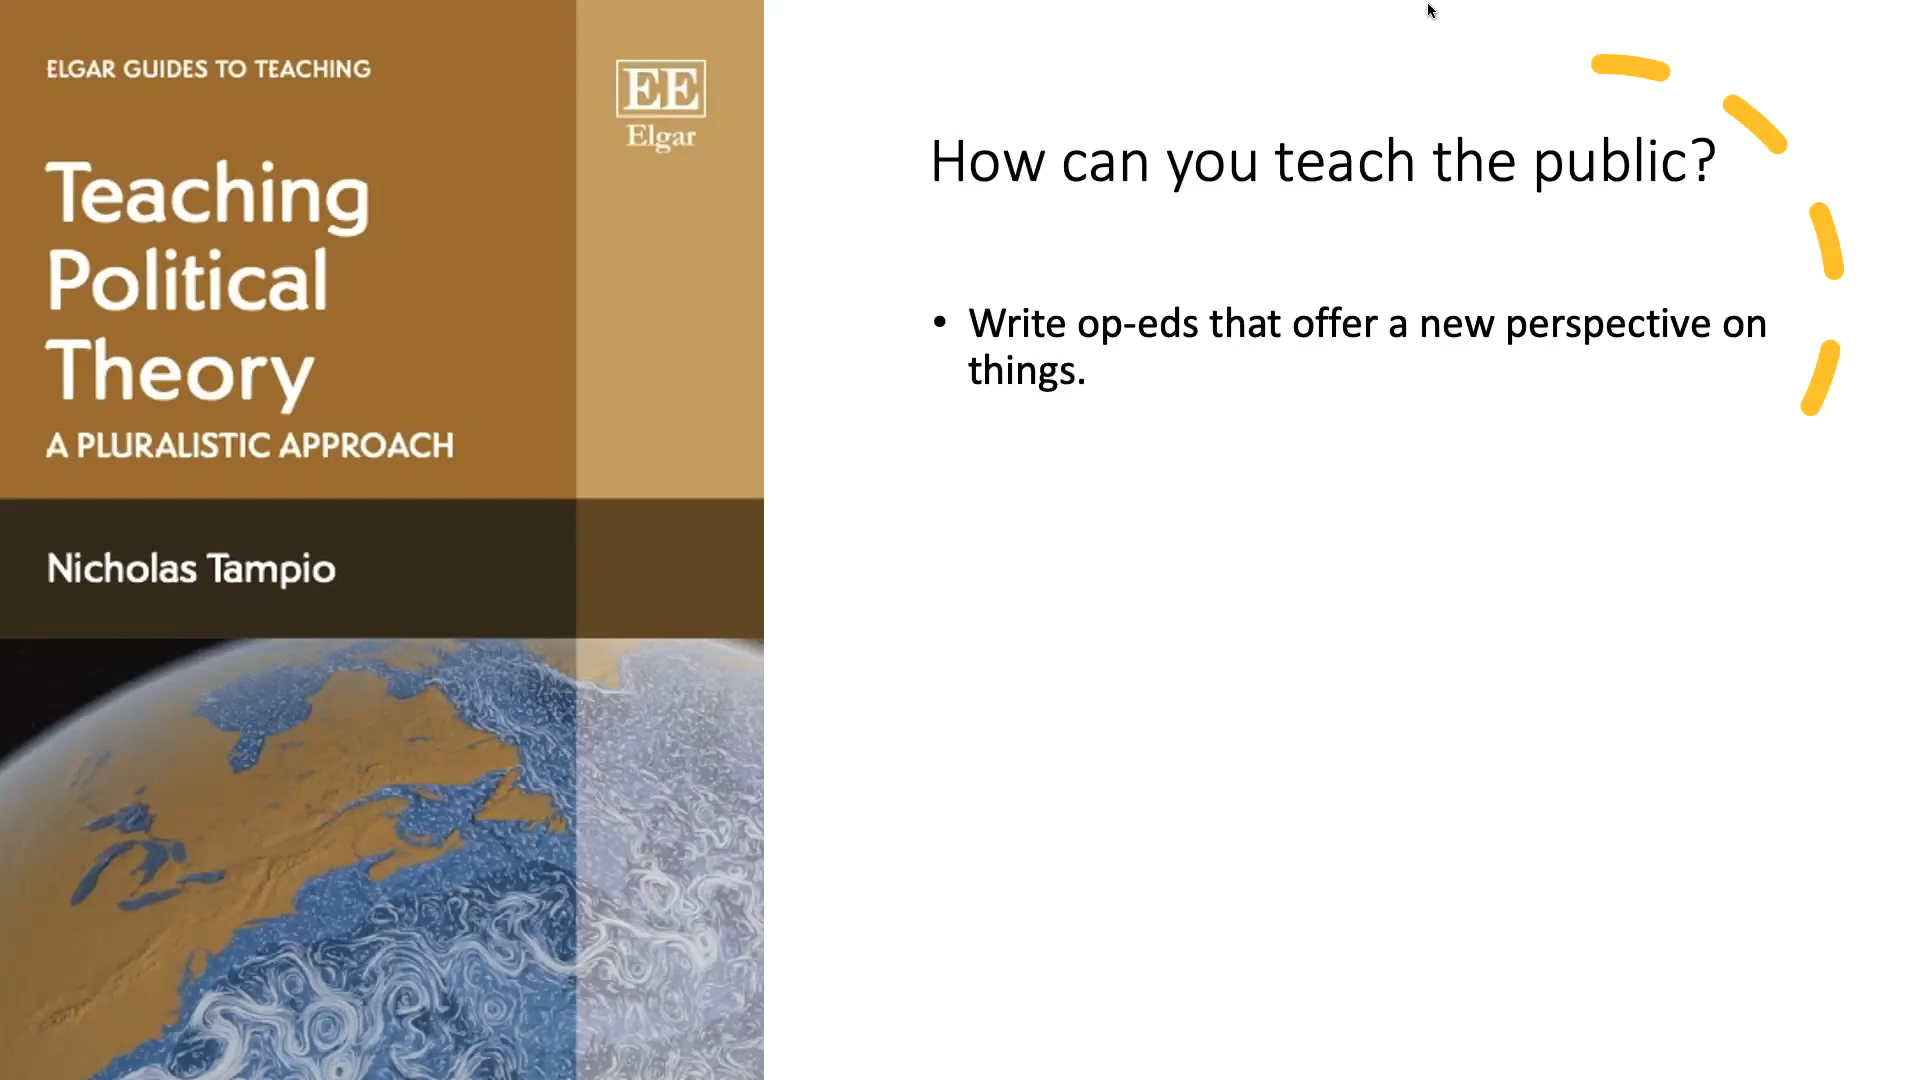 ELGAR GUIDES TO TEACHING
EE
Elgar
Teaching
Political
Theory
A PLURALISTIC APPROACH
Nicholas Tampio
How can you teach the public?
• Write op-eds that offer a new perspective on
things.